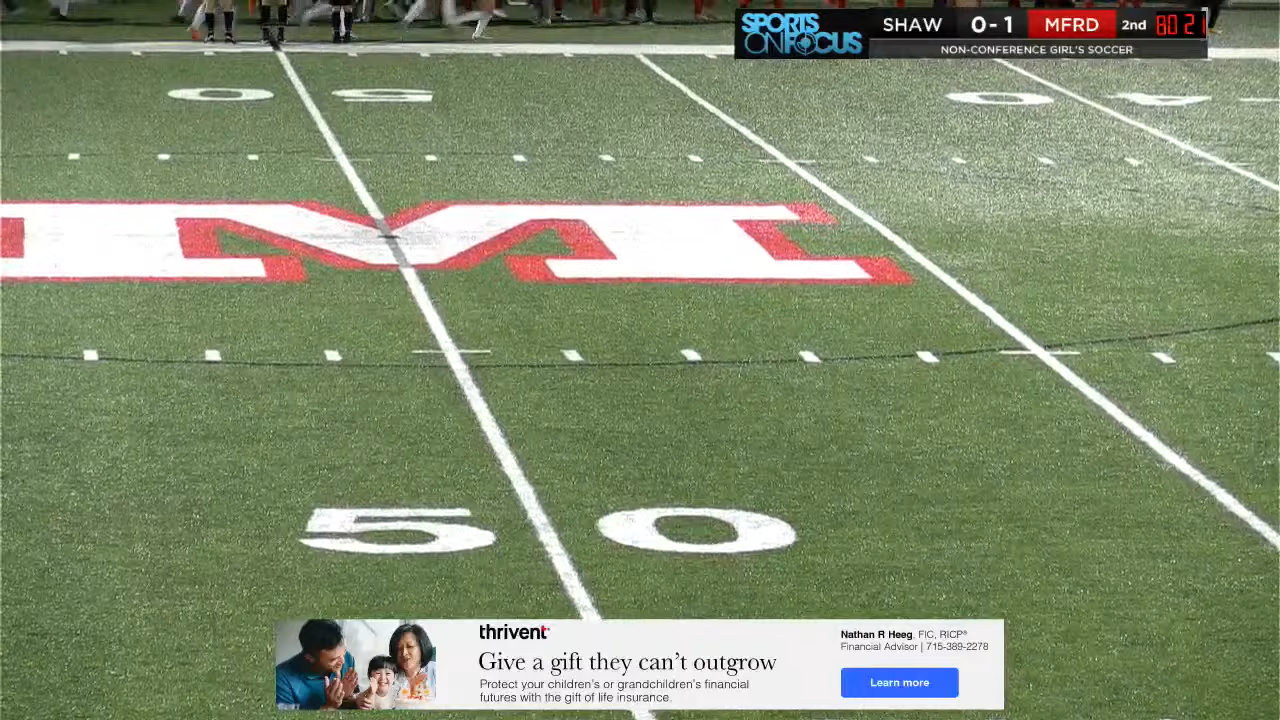 SPORTS
ON FOCUS
SHAW 0-1 MFRD 2nd 80 2
NON-CONFERENCE GIRL'S SOCCER
50
40
M
50
thrivent
Give a gift they can't outgrow
Protect your children's or grandchildren's financial
futures with the gift of life insurance.
Nathan R Heeg, FIC, RICP®
Financial Advisor | 715-389-2278
Learn more